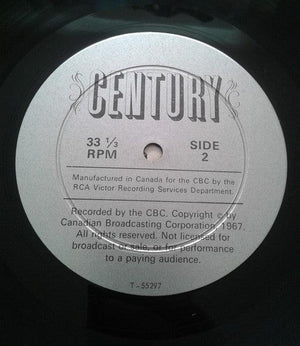 CENTURY
33 1/3 SIDE
RPM 2
Manufactured in Canada for the CBC by the
RCA Victor Recording Services Department.
Recorded by the CBC. Copyright © by
Canadian Broadcasting Corporation, 1967.
All rights reserved. Not licensed for
broadcast or sale, or for performance
to a paying audience.
T-55297